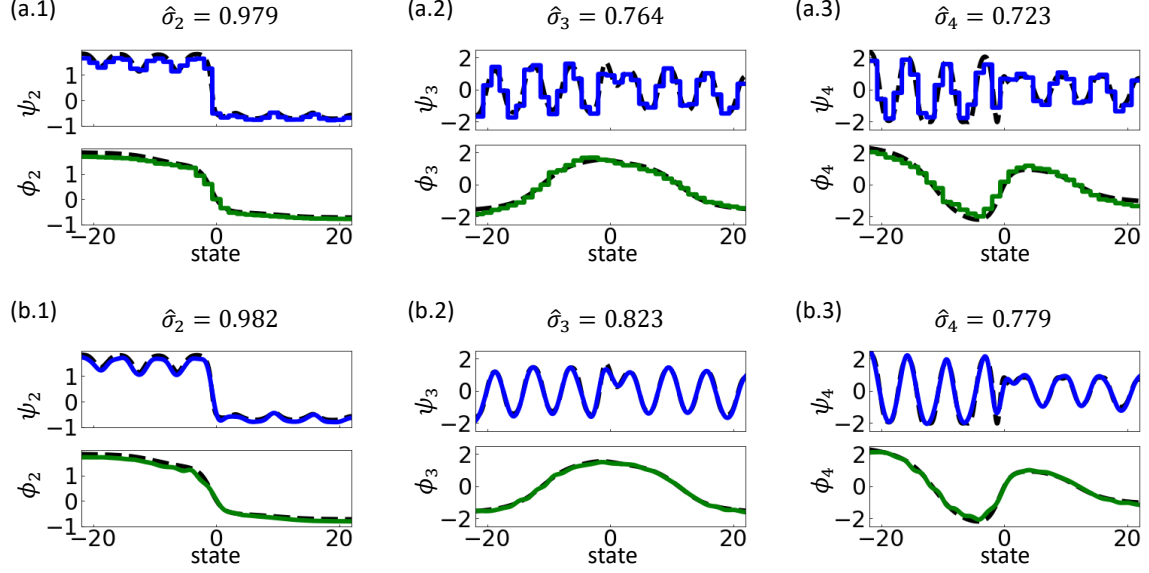 (a.1) σ̂₂ = 0.979
(a.2) σ̂₃ = 0.764
(a.3) σ̂₄ = 0.723
ψ₂ 1 0 −1
ψ₃ 2 0 −2
ψ₄ 2 0 −2
ϕ₂ 1 0 −1
ϕ₃ 2 0 −2
ϕ₄ 2 0 −2
−20 0 20
−20 0 20
−20 0 20
state
state
state
(b.1) σ̂₂ = 0.982
(b.2) σ̂₃ = 0.823
(b.3) σ̂₄ = 0.779
ψ₂ 1 0 −1
ψ₃ 2 0 −2
ψ₄ 2 0 −2
ϕ₂ 1 0 −1
ϕ₃ 2 0 −2
ϕ₄ 2 0 −2
−20 0 20
−20 0 20
−20 0 20
state
state
state